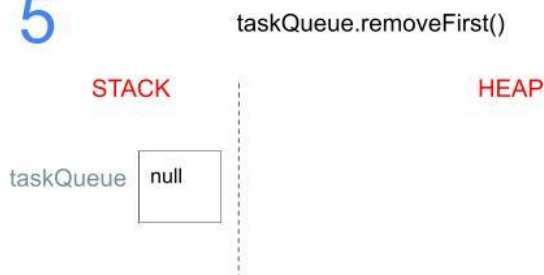 5
taskQueue.removeFirst()
STACK
HEAP
taskQueue
null